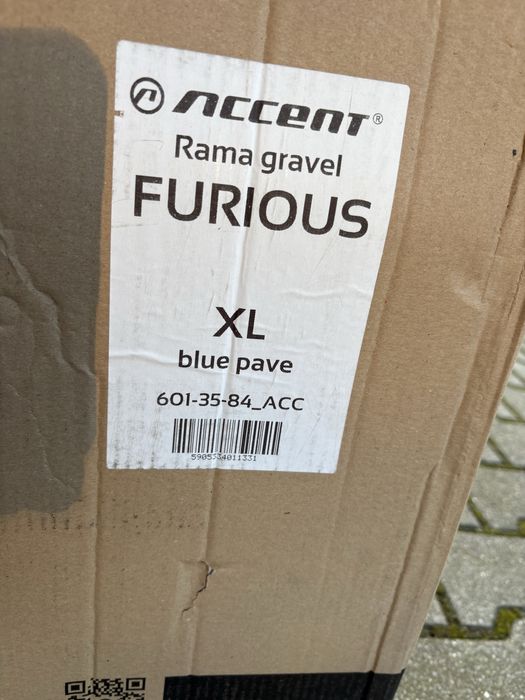 accent®
Rama gravel
FURIOUS
XL
blue pave
601-35-84_ACC
5905534011331